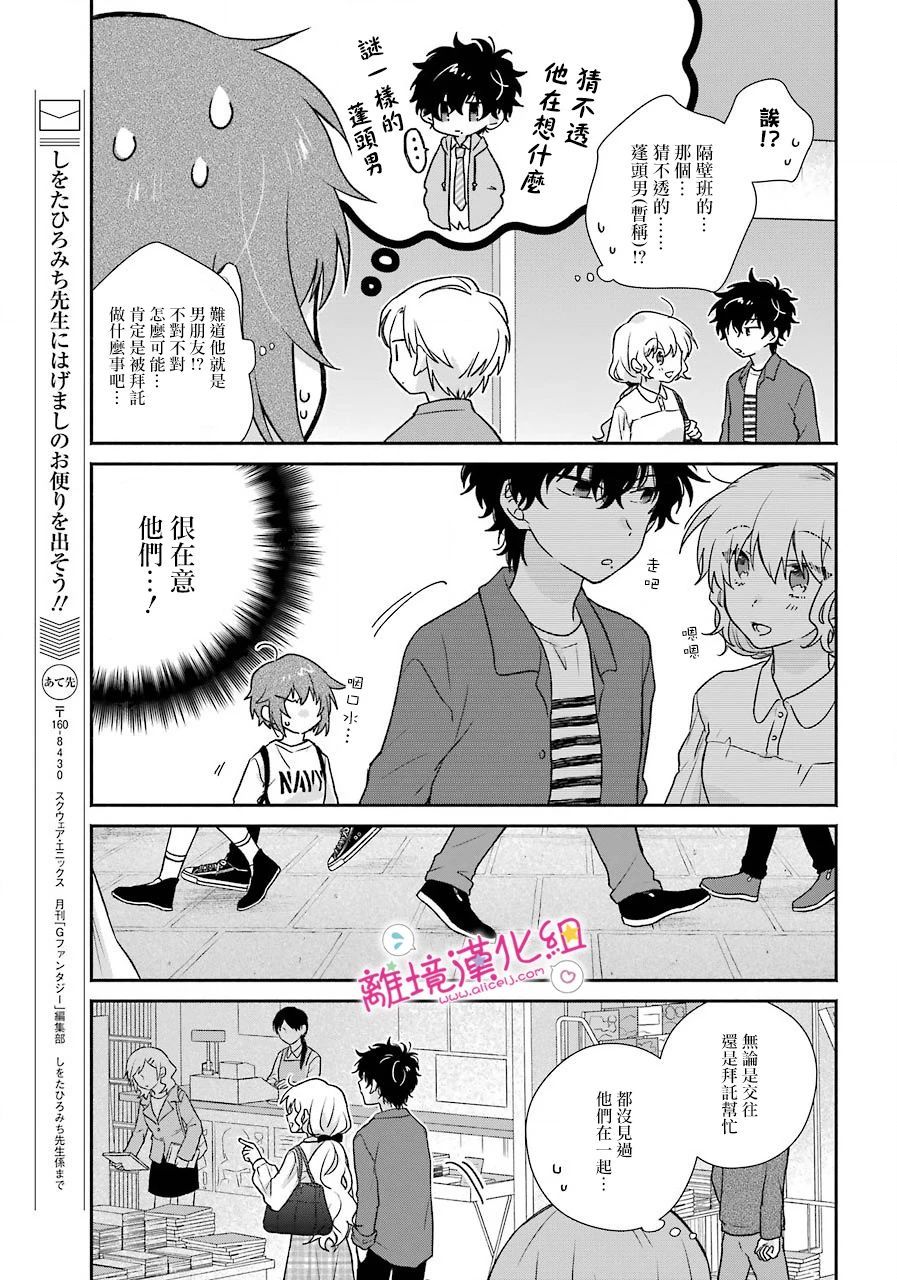 誒!?
隔壁班的…
那個…
猜不透的……
蓬頭男(暫稱)!?
猜不透
他在想什麼
…
謎一樣的
蓬頭男
難道他就是
男朋友!?
不對不對
怎麼可能…
肯定是被拜託
做什麼事吧…
走吧
嗯嗯
很在意
他們…!
咽口水…
NAVY
離境漢化組
www.alicelj.com
無論是交往
還是拜託幫忙
都沒見過
他們在一起…
しをたひろみち先生にはげましのお便りを出そう!!
あて先
〒160-8430 スクウェア・エニックス 月刊「Gファンタジー」編集部 しをたひろみち先生係まで